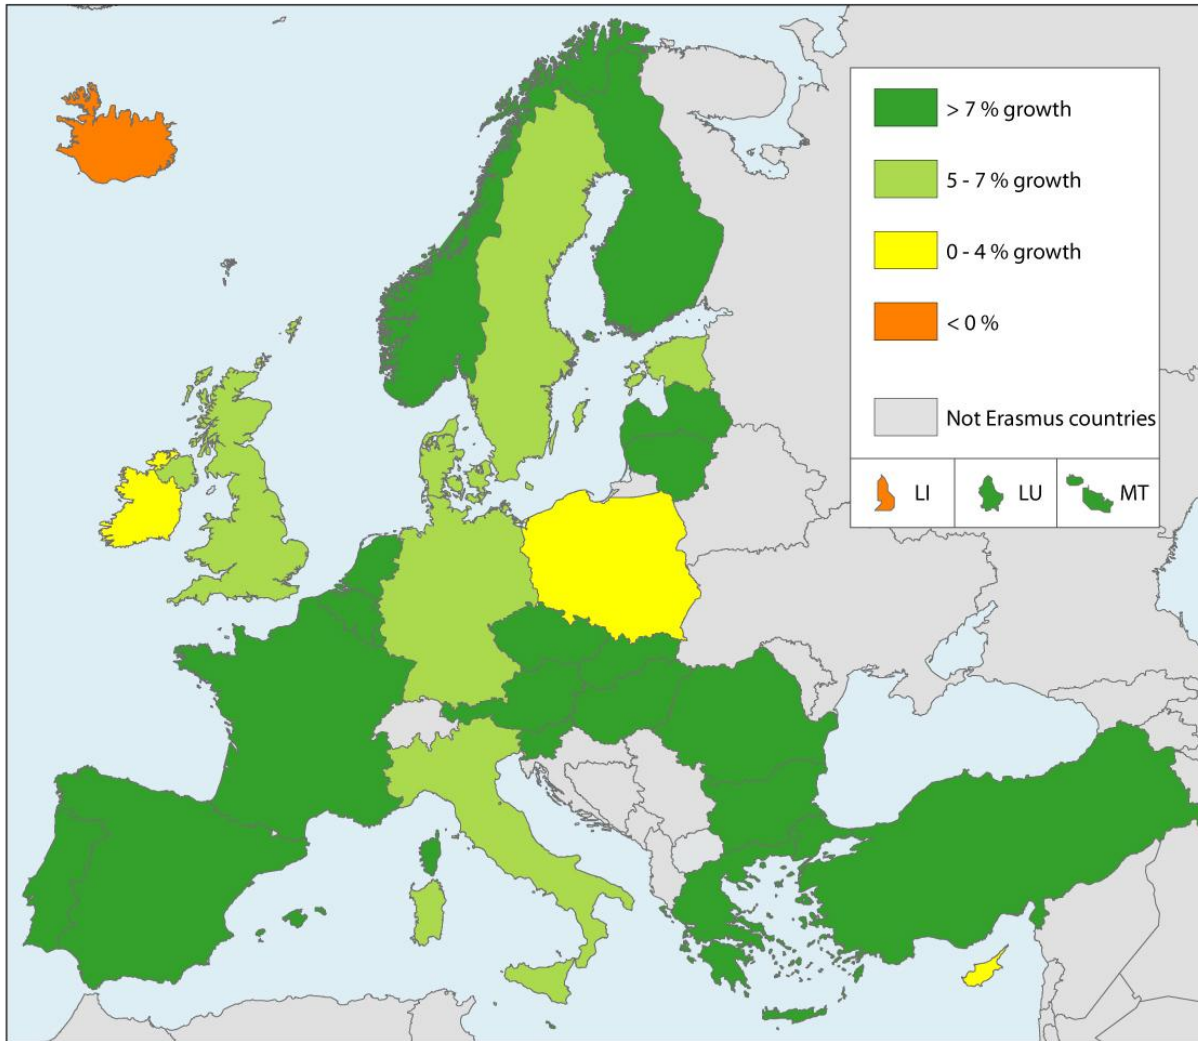 > 7 % growth
5 - 7 % growth
0 - 4 % growth
< 0 %
Not Erasmus countries
LI
LU
MT